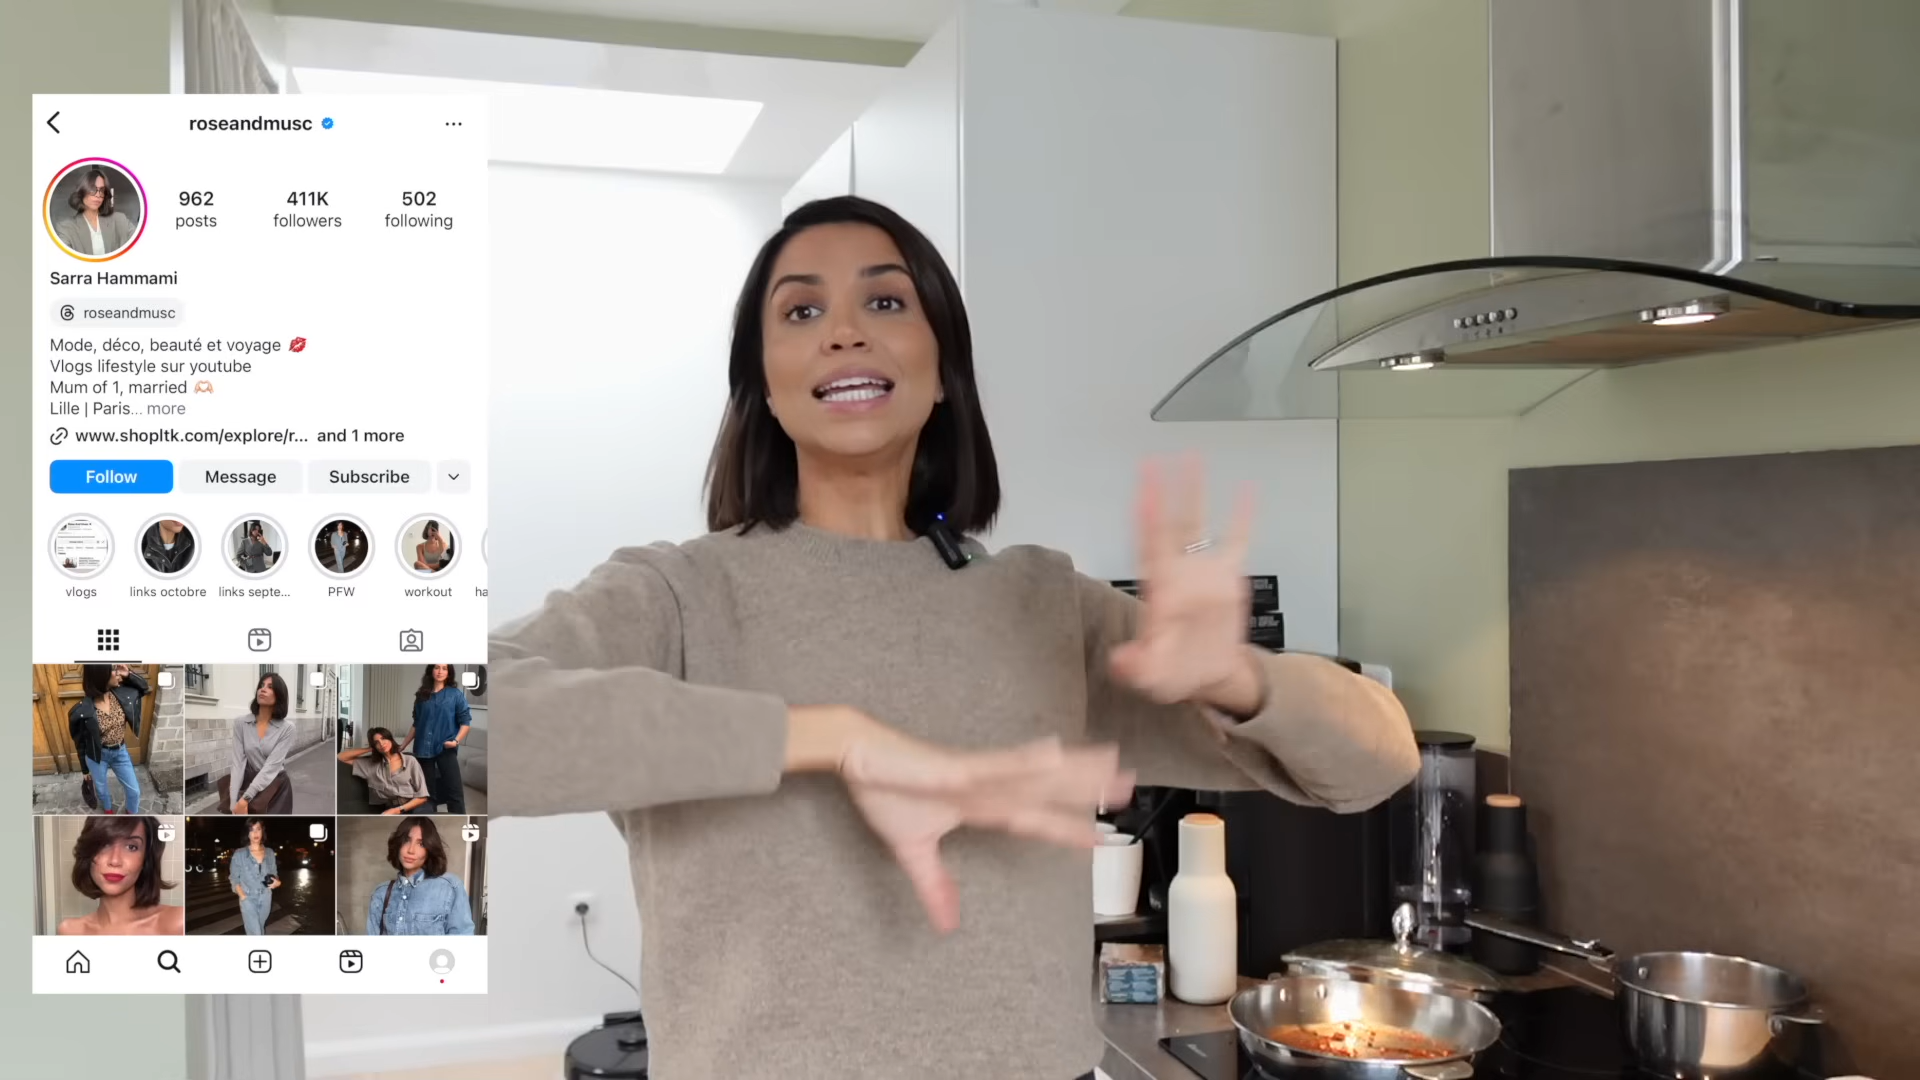 roseandmusc
962
411K
502
posts
followers
following
Sarra Hammami
roseandmusc
Mode, déco, beauté et voyage 💋
Vlogs lifestyle sur youtube
Mum of 1, married 🫶🏻
Lille | Paris... more
www.shopltk.com/explore/r... and 1 more
Follow
Message
Subscribe
vlogs
links octobre
links septe...
PFW
workout
ha